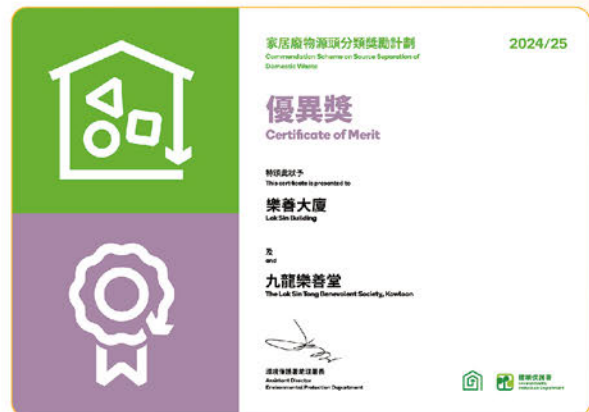 家居廢物源頭分類獎勵計劃
Commendation Scheme on Source Separation of
Domestic Waste
2024/25
優異獎
Certificate of Merit
特頒此狀予
This certificate is presented to
樂善大廈
Lok Sin Building
及
and
九龍樂善堂
The Lok Sin Tong Benevolent Society, Kowloon
環境保護署助理署長
Assistant Director
Environmental Protection Department
環境保護署
Environmental
Protection Department